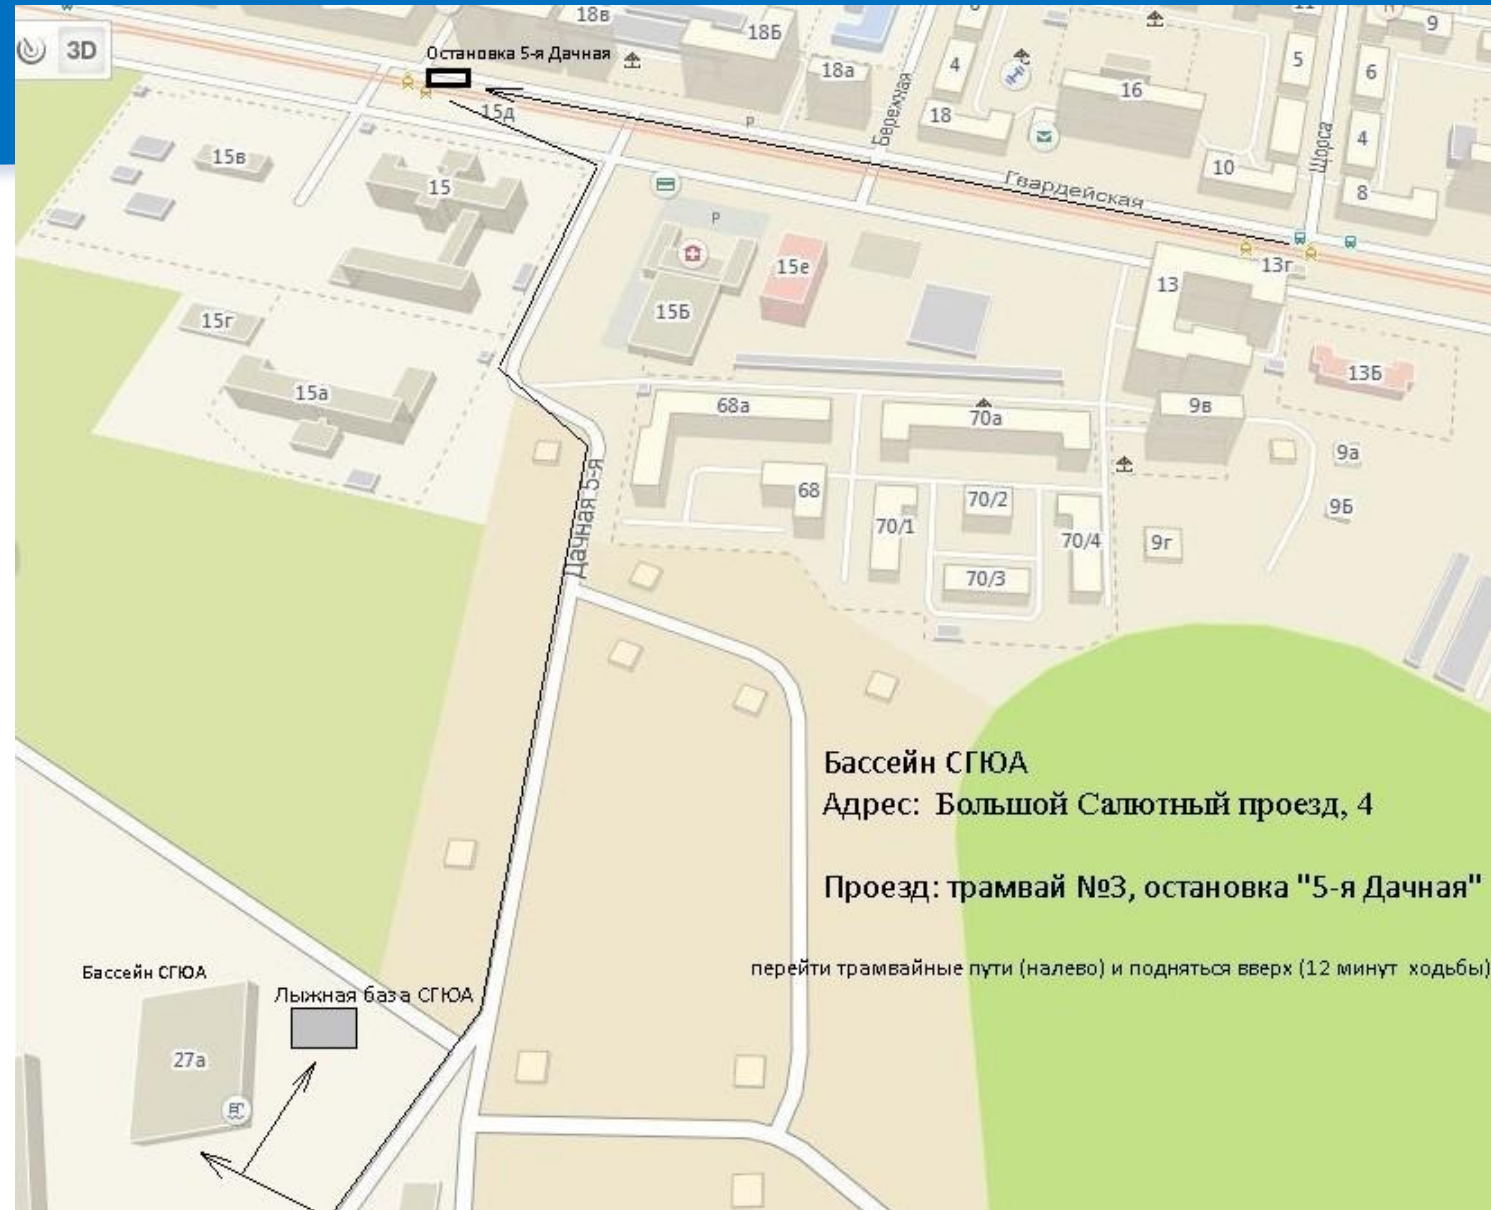 3D
18в
18Б
9
Остановка 5-я Дачная
18а
4
5
6
16
15д
Р
18
Бережная
Щорса
4
15в
15
10
8
Гвардейская
Р
15е
13г
13
15Б
15г
13Б
15а
68а
70а
9в
9а
68
70/2
9Б
70/1
70/4
9г
Дачная 5-я
70/3
Бассейн СГЮА
Адрес: Большой Салютный проезд, 4
Проезд: трамвай №3, остановка "5-я Дачная"
перейти трамвайные пути (налево) и подняться вверх (12 минут ходьбы)
Бассейн СГЮА
Лыжная база СГЮА
27а